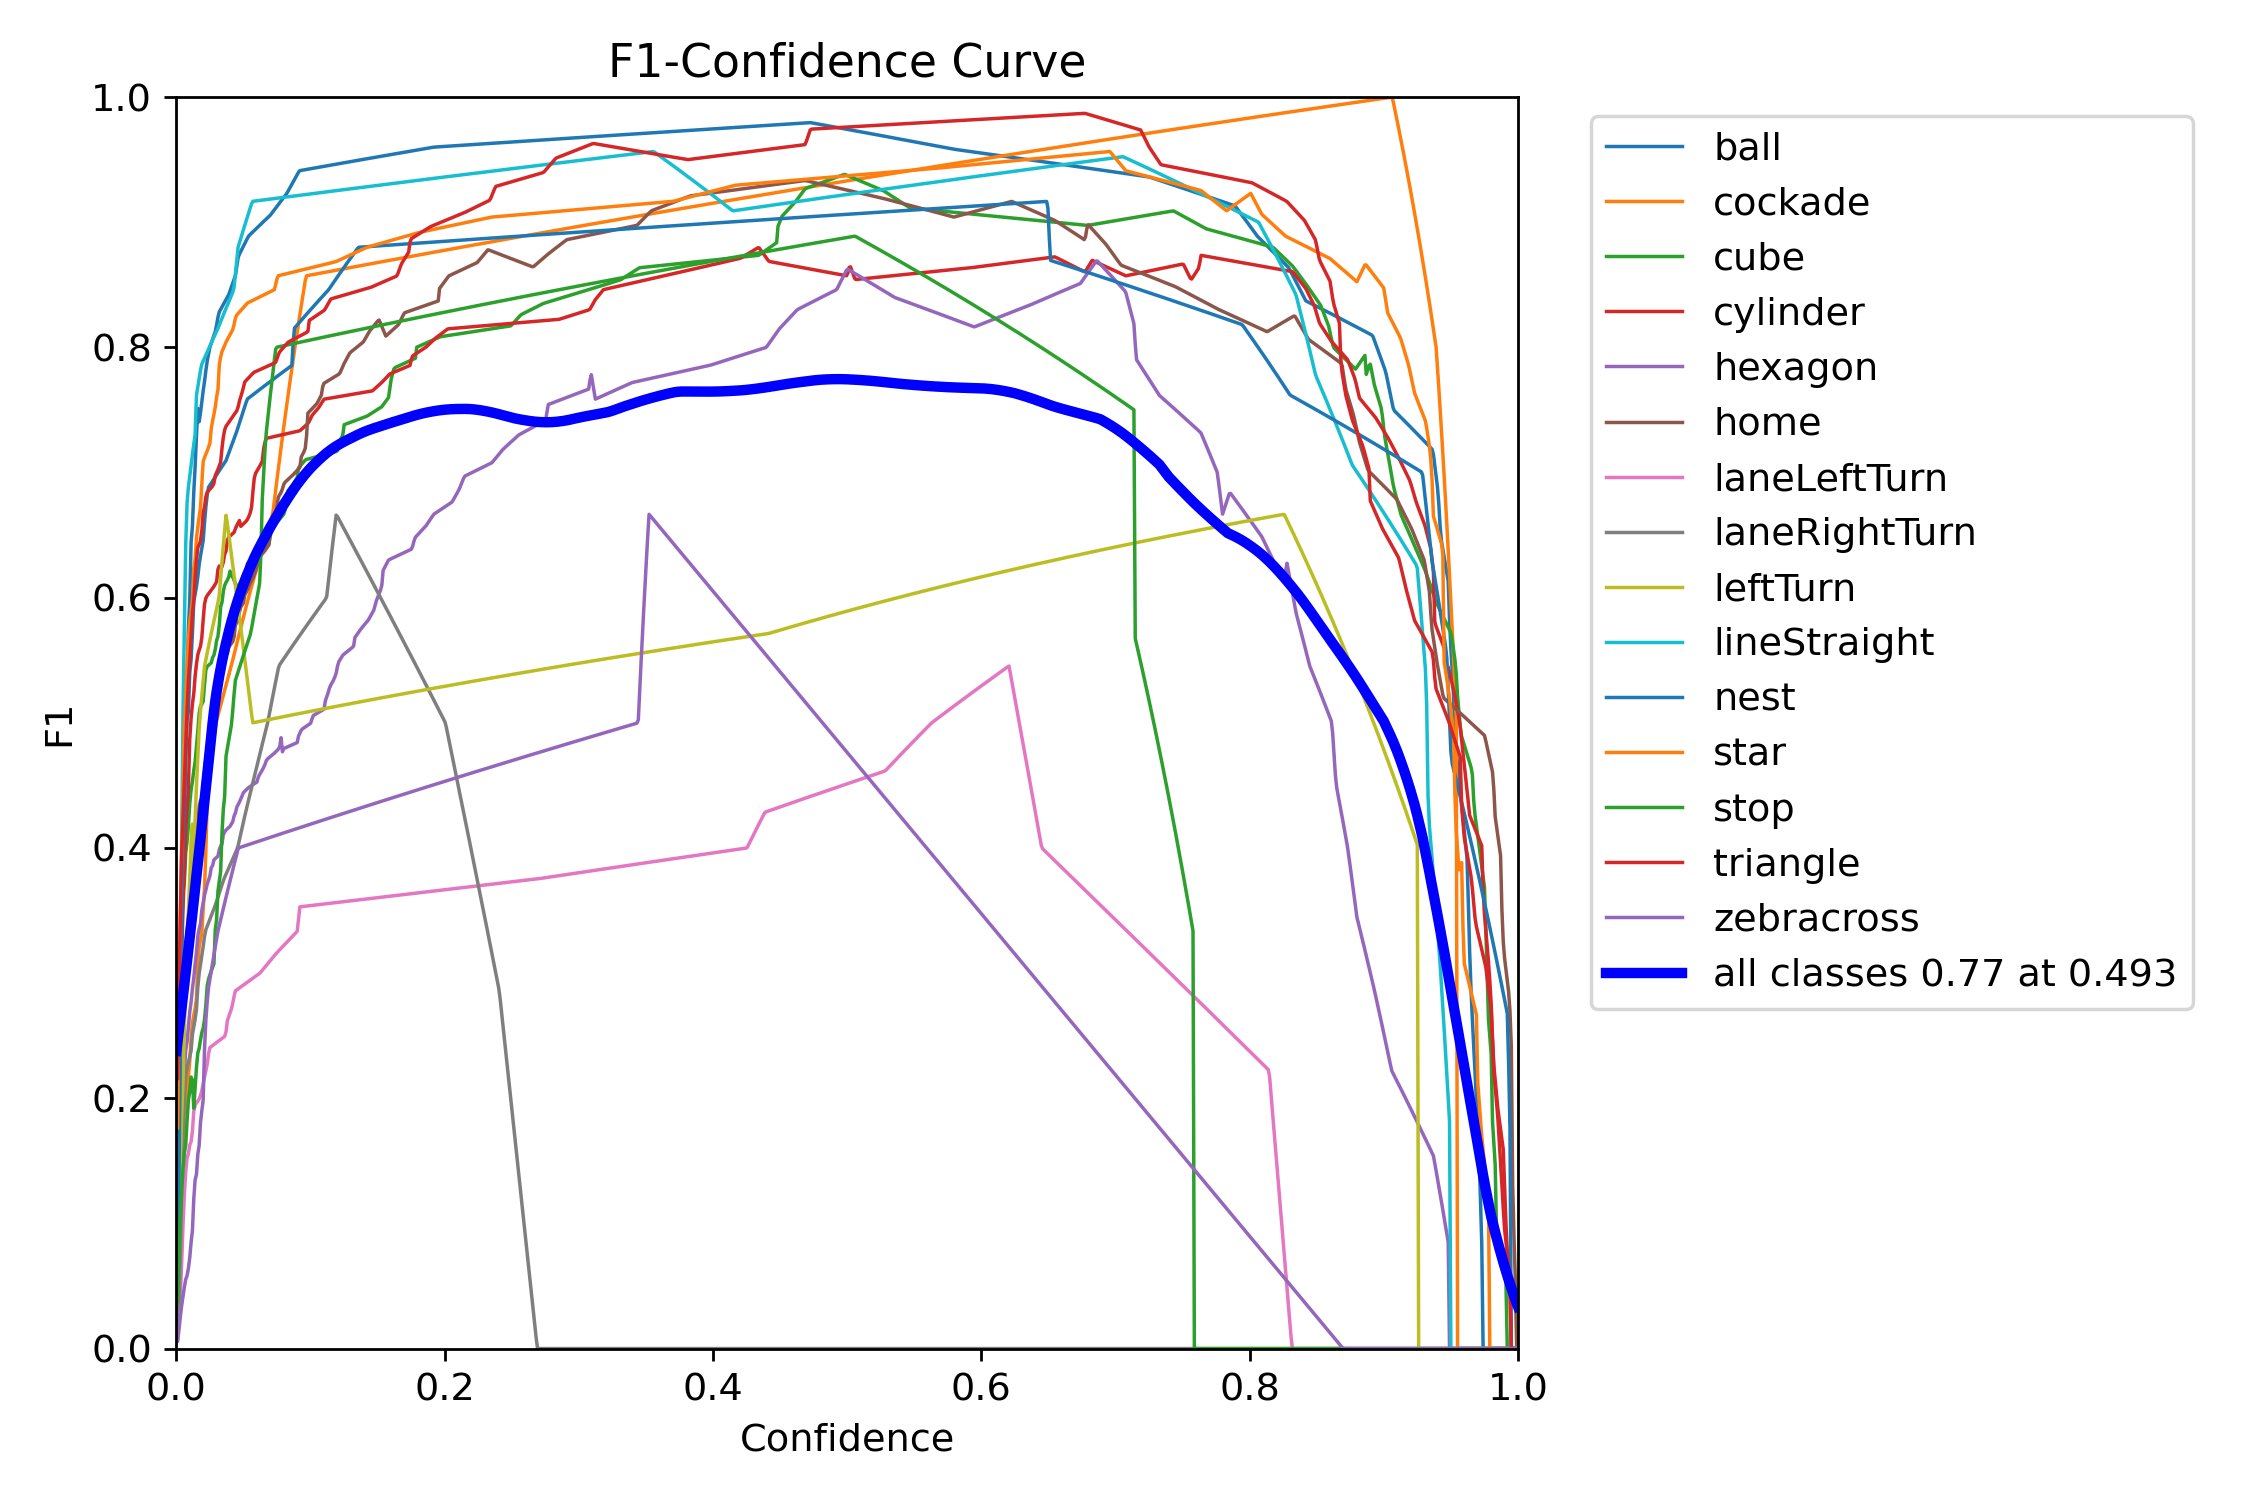 F1-Confidence Curve
1.0
0.8
0.6
0.4
0.2
0.0
F1
0.0 0.2 0.4 0.6 0.8 1.0
Confidence
ball
cockade
cube
cylinder
hexagon
home
laneLeftTurn
laneRightTurn
leftTurn
lineStraight
nest
star
stop
triangle
zebracross
all classes 0.77 at 0.493